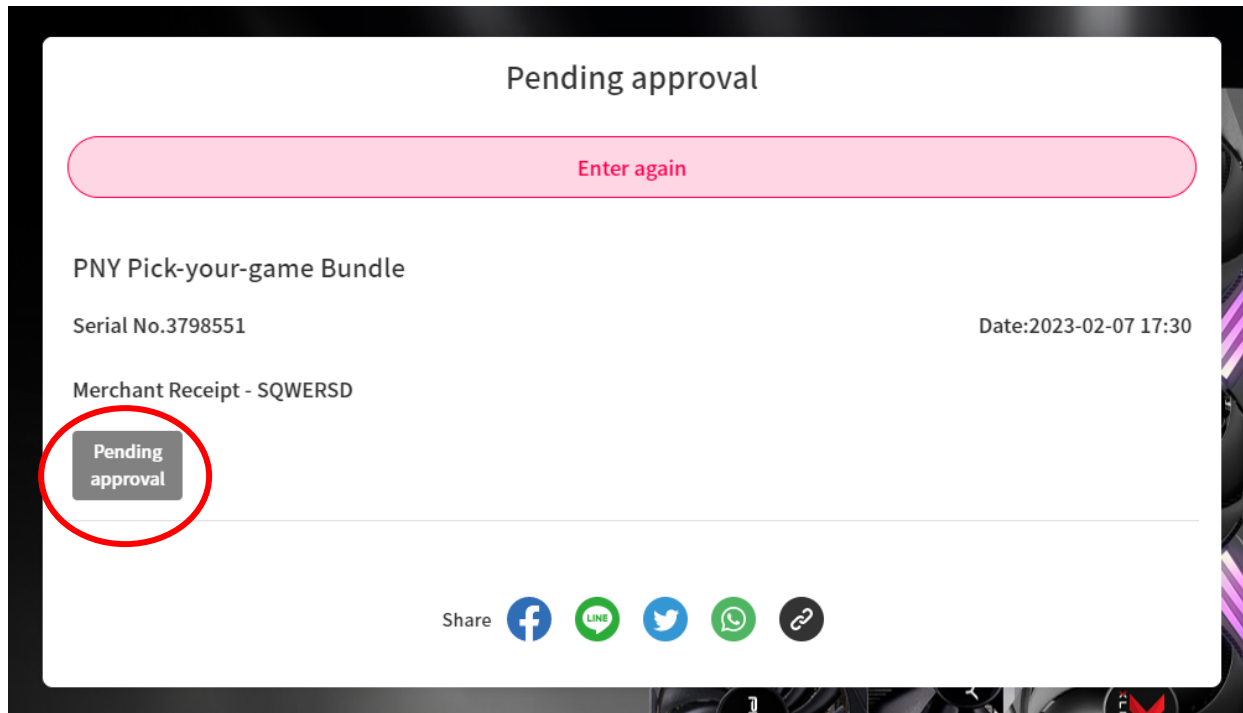 Pending approval
Enter again
PNY Pick-your-game Bundle
Serial No.3798551
Date:2023-02-07 17:30
Merchant Receipt - SQWERSD
Pending
approval
Share
LINE